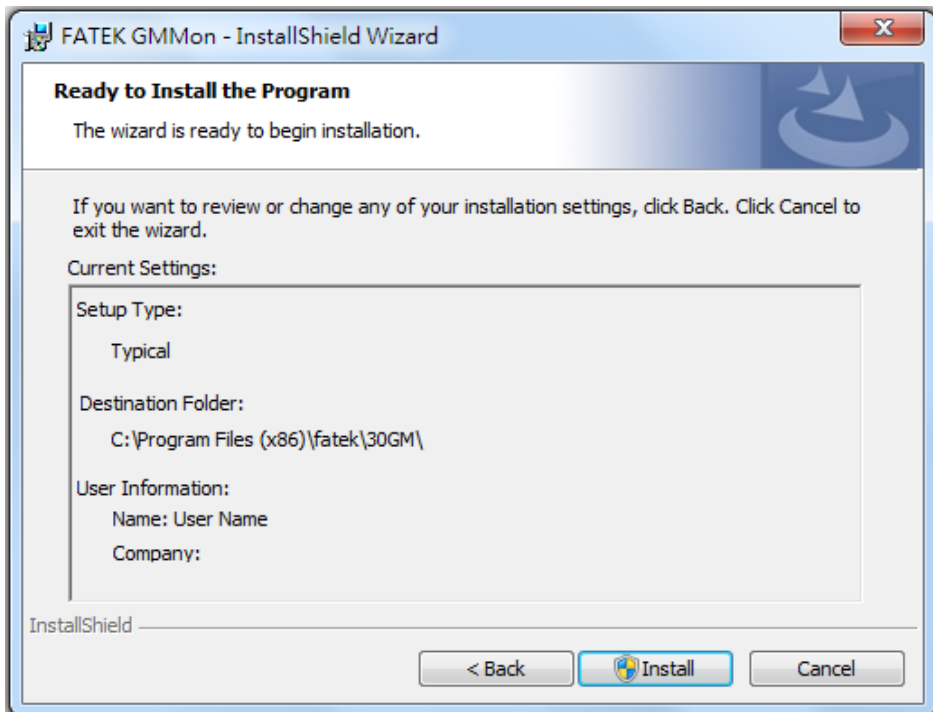 FATEK GMMon - InstallShield Wizard
Ready to Install the Program
The wizard is ready to begin installation.
If you want to review or change any of your installation settings, click Back. Click Cancel to
exit the wizard.
Current Settings:
Setup Type:
Typical
Destination Folder:
C:\Program Files (x86)\fatek\30GM\
User Information:
Name: User Name
Company:
InstallShield
< Back
Install
Cancel